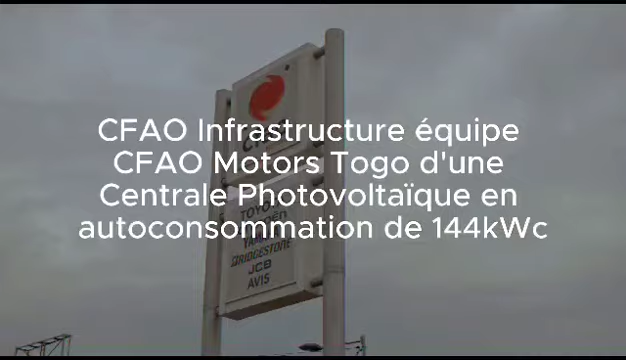 CFAO Infrastructure équipe
CFAO Motors Togo d'une
Centrale Photovoltaïque en
autoconsommation de 144kWc
TOYOTA
BRIDGESTONE
JCB
AVIS